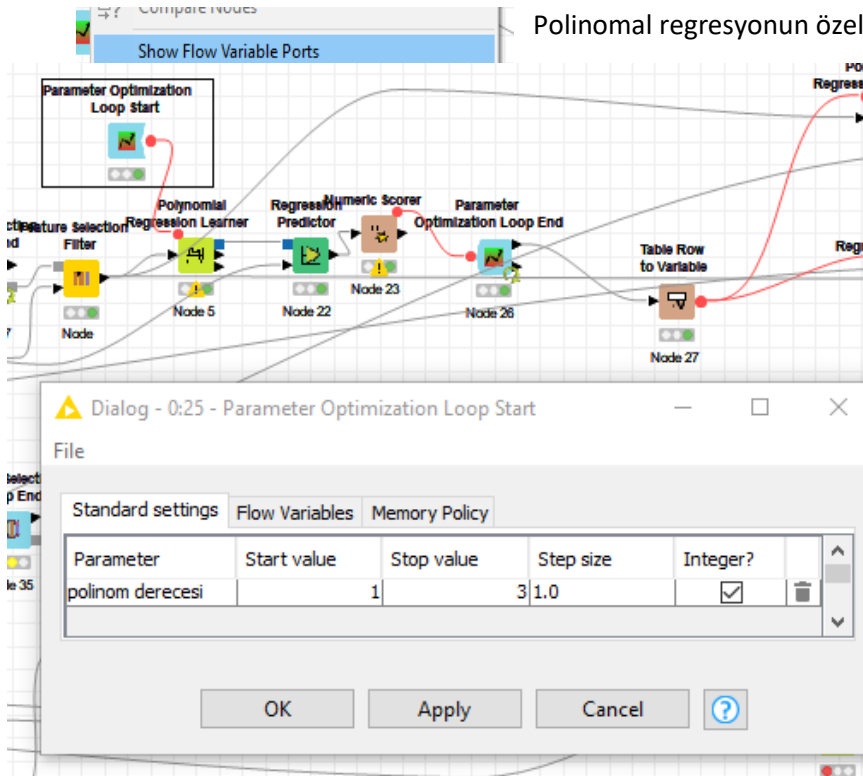 Compare Nodes
Polinomal regresyonun özel
Show Flow Variable Ports
Parameter Optimization
Loop Start
Regress
Polynomial
Regression Learner
Regression
Predictor
Numeric Scorer
Parameter
Optimization Loop End
Feature Selection
Filter
Table Row
to Variable
Regr
Node 5
Node 22
Node 23
Node 26
Node 27
Node
Dialog - 0:25 - Parameter Optimization Loop Start
File
Standard settings Flow Variables Memory Policy
Parameter Start value Stop value Step size Integer?
polinom derecesi 1 3 1.0
OK Apply Cancel ?